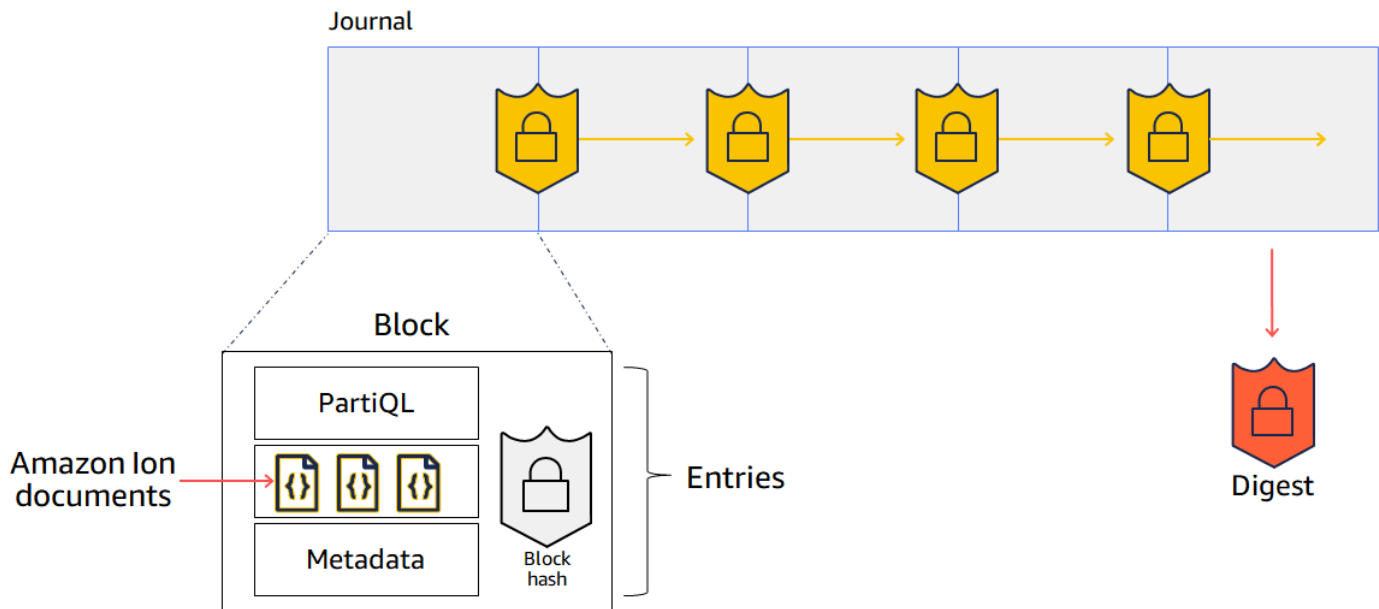 Journal
Block
PartiQL
Amazon Ion
documents
Metadata
Block
hash
Entries
Digest